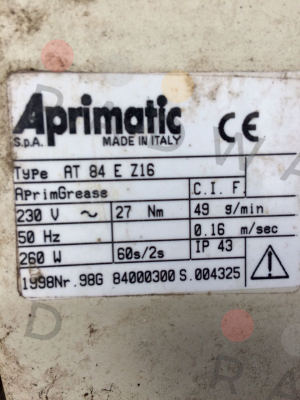 Aprimatic
S.p.A. MADE IN ITALY CE
Type AT 84 E Z16
AprimGrease C.I.F.
230 V ~ 27 Nm 49 g/min
50 Hz 0.16 m/sec
260 W 60s/2s IP 43
1998Nr.98G 84000300 S.004325